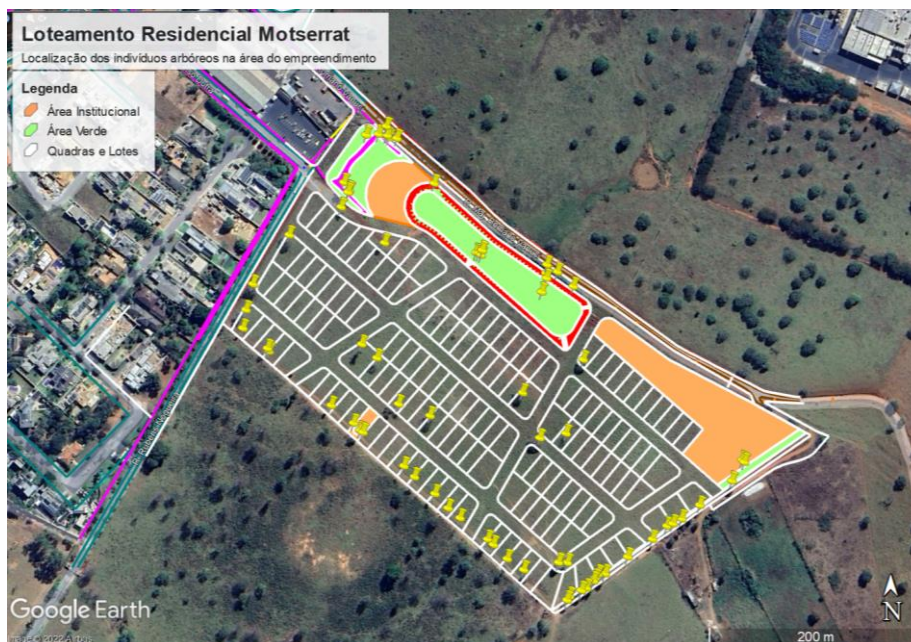 Loteamento Residencial Motserrat
Localização dos indivíduos arbóreos na área do empreendimento
Legenda
Área Institucional
Área Verde
Quadras e Lotes
Google Earth
N
200 m